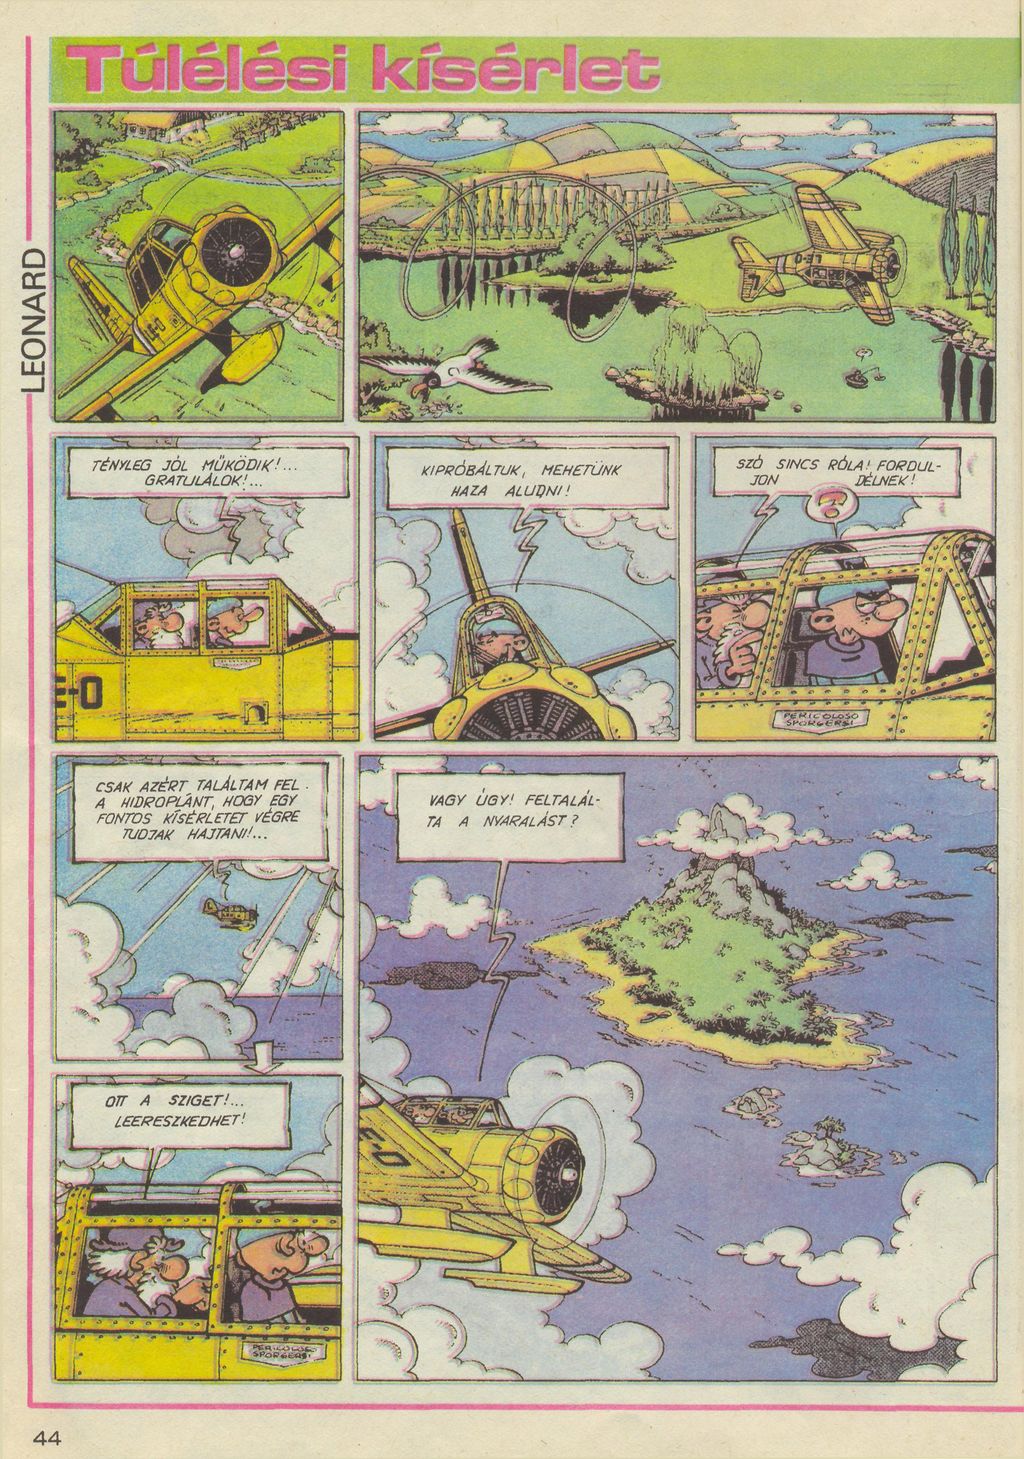 Túlélési kísérlet
LEONARD
TÉNYLEG JÓL MŰKÖDIK!...
GRATULÁLOK!...
KIPRÓBÁLTUK, MEHETÜNK
HAZA ALUDNI!
SZÓ SINCS RÓLA! FORDUL-
JON DÉLNEK!
?
E-0
PERICOLOSO
SPORGERSI
CSAK AZÉRT TALÁLTAM FEL
A HIDROPLÁNT, HOGY EGY
FONTOS KÍSÉRLETET VÉGRE
TUDJAK HAJTANI!...
VAGY ÚGY! FELTALÁL-
TA A NYARALÁST?
OTT A SZIGET!...
LEERESZKEDHET!
PERICOLOSO
SPORGERSI
E-0
44